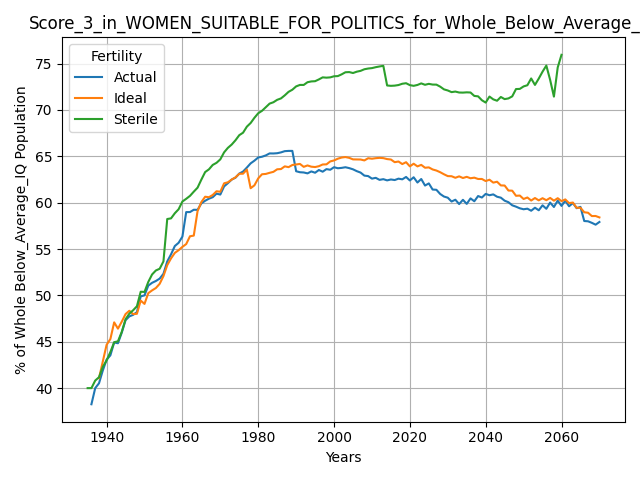 Score_3_in_WOMEN_SUITABLE_FOR_POLITICS_for_Whole_Below_Average_
Fertility
Actual
Ideal
Sterile
% of Whole Below_Average_IQ Population
75
70
65
60
55
50
45
40
1940 1960 1980 2000 2020 2040 2060
Years